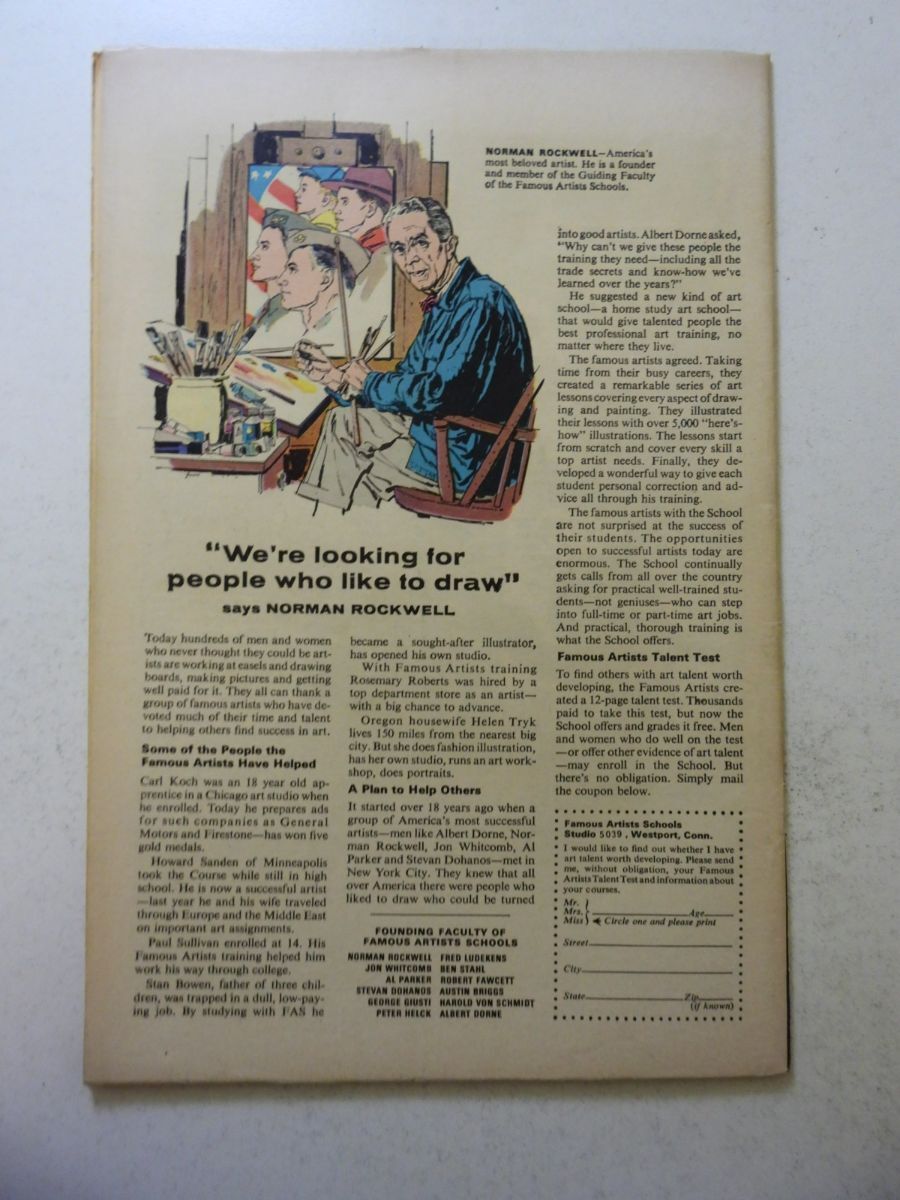 NORMAN ROCKWELL—America's
most beloved artist. He is a founder
and member of the Guiding Faculty
of the Famous Artists Schools.
"We're looking for
people who like to draw"
says NORMAN ROCKWELL
Today hundreds of men and women
who never thought they could be art-
ists are working at easels and drawing
boards, making pictures and getting
well paid for it. They all can thank a
group of famous artists who have de-
voted much of their time and talent
to helping others find success in art.
Some of the People the
Famous Artists Have Helped
Carl Koch was an 18 year old ap-
prentice in a Chicago art studio when
he enrolled. Today he prepares ads
for such companies as General
Motors and Firestone—has won five
gold medals.
Howard Sanden of Minneapolis
took the Course while still in high
school. He is now a successful artist
—last year he and his wife traveled
through Europe and the Middle East
on important art assignments.
Paul Sullivan enrolled at 14. His
Famous Artists training helped him
work his way through college.
Stan Bowen, father of three chil-
dren, was trapped in a dull, low-pay-
ing job. By studying with FAS he
became a sought-after illustrator,
has opened his own studio.
With Famous Artists training
Rosemary Roberts was hired by a
top department store as an artist—
with a big chance to advance.
Oregon housewife Helen Tryk
lives 150 miles from the nearest big
city. But she does fashion illustration,
has her own studio, runs an art work-
shop, does portraits.
A Plan to Help Others
It started over 18 years ago when a
group of America's most successful
artists—men like Albert Dorne, Nor-
man Rockwell, Jon Whitcomb, Al
Parker and Stevan Dohanos—met in
New York City. They knew that all
over America there were people who
liked to draw who could be turned
FOUNDING FACULTY OF
FAMOUS ARTISTS SCHOOLS
NORMAN ROCKWELL FRED LUDEKENS
JON WHITCOMB BEN STAHL
AL PARKER ROBERT FAWCETT
STEVAN DOHANOS AUSTIN BRIGGS
GEORGE GIUSTI HAROLD VON SCHMIDT
PETER HELCK ALBERT DORNE
into good artists. Albert Dorne asked,
"Why can't we give these people the
training they need—including all the
trade secrets and know-how we've
learned over the years?"
He suggested a new kind of art
school—a home study art school—
that would give talented people the
best professional art training, no
matter where they live.
The famous artists agreed. Taking
time from their busy careers, they
created a remarkable series of art
lessons covering every aspect of draw-
ing and painting. They illustrated
their lessons with over 5,000 "here's-
how" illustrations. The lessons start
from scratch and cover every skill a
top artist needs. Finally, they de-
veloped a wonderful way to give each
student personal correction and ad-
vice all through his training.
The famous artists with the School
are not surprised at the success of
their students. The opportunities
open to successful artists today are
enormous. The School continually
gets calls from all over the country
asking for practical well-trained stu-
dents—not geniuses—who can step
into full-time or part-time art jobs.
And practical, thorough training is
what the School offers.
Famous Artists Talent Test
To find others with art talent worth
developing, the Famous Artists cre-
ated a 12-page talent test. Thousands
paid to take this test, but now the
School offers and grades it free. Men
and women who do well on the test
—or offer other evidence of art talent
—may enroll in the School. But
there's no obligation. Simply mail
the coupon below.
Famous Artists Schools
Studio 5039, Westport, Conn.
I would like to find out whether I have
art talent worth developing. Please send
me, without obligation, your Famous
Artists Talent Test and information about
your courses.
Mr.
Mrs. Age
Miss Circle one and please print
Street
City
State Zip
(if known)